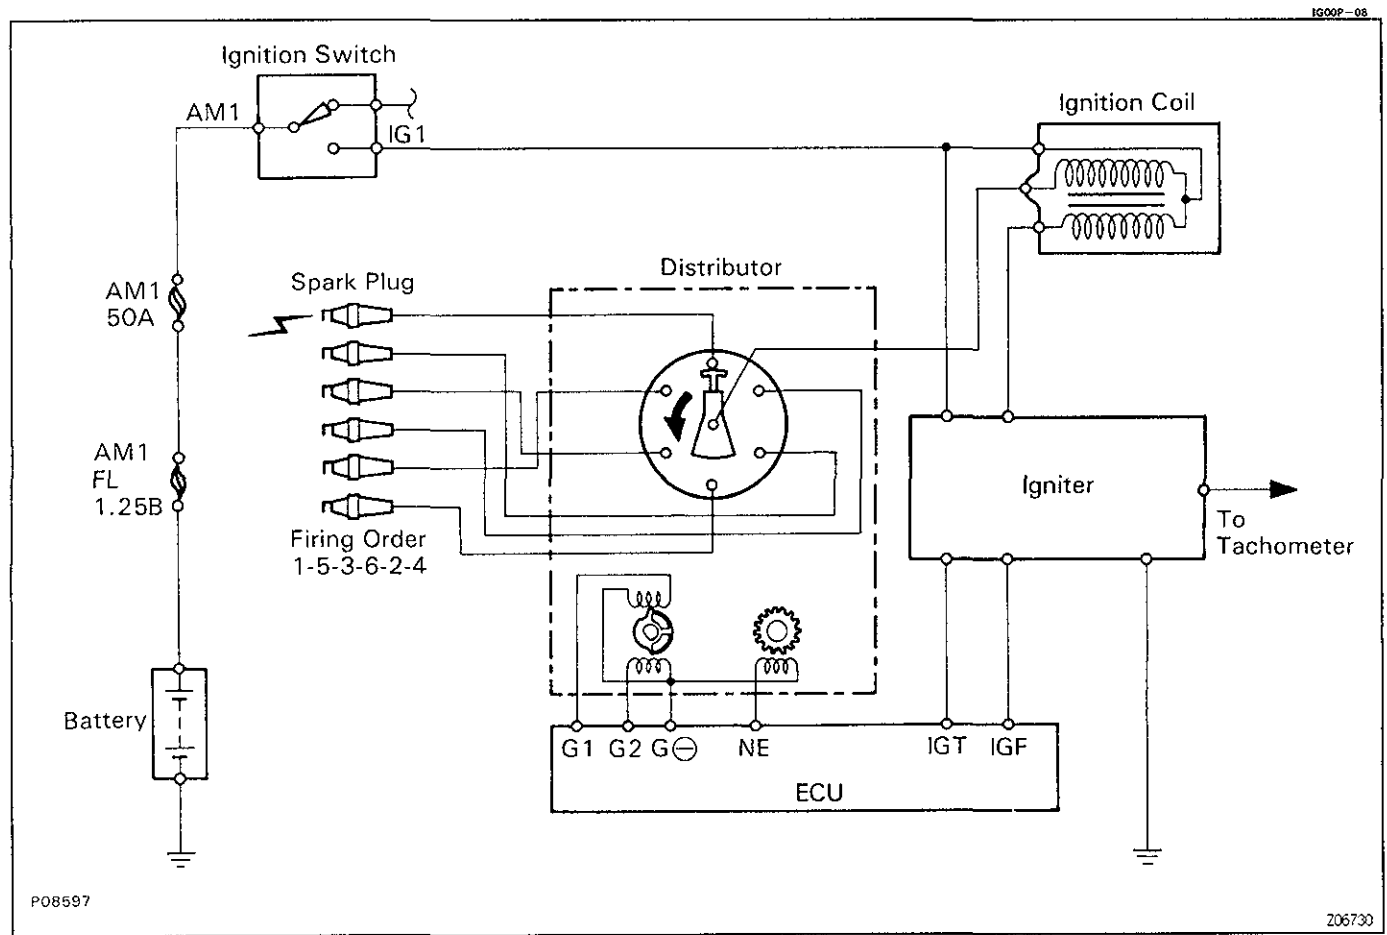 IG00P-08
Ignition Switch
AM1
IG1
Ignition Coil
Distributor
Spark Plug
AM1
50A
AM1
FL
1.25B
Igniter
To
Tachometer
Firing Order
1-5-3-6-2-4
Battery
G1 G2 G⊖ NE IGT IGF
ECU
P08597
Z06730